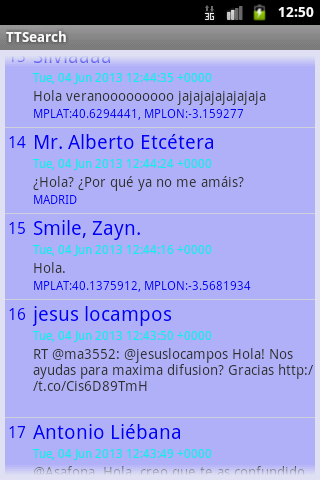 3G 12:50
TTSearch
15 Silviaaaa
Tue, 04 Jun 2013 12:44:35 +0000
Hola veranooooooooo jajajajajajajaja
MPLAT:40.6294441, MPLON:-3.159277
14 Mr. Alberto Etcétera
Tue, 04 Jun 2013 12:44:24 +0000
¿Hola? ¿Por qué ya no me amáis?
MADRID
15 Smile, Zayn.
Tue, 04 Jun 2013 12:44:16 +0000
Hola.
MPLAT:40.1375912, MPLON:-3.5681934
16 jesus locampos
Tue, 04 Jun 2013 12:43:50 +0000
RT @ma3552: @jesuslocampos Hola! Nos
ayudas para maxima difusion? Gracias http:/
/t.co/Cis6D89TmH
17 Antonio Liébana
Tue, 04 Jun 2013 12:43:49 +0000
@Asafona Hola, creo que te as confundido